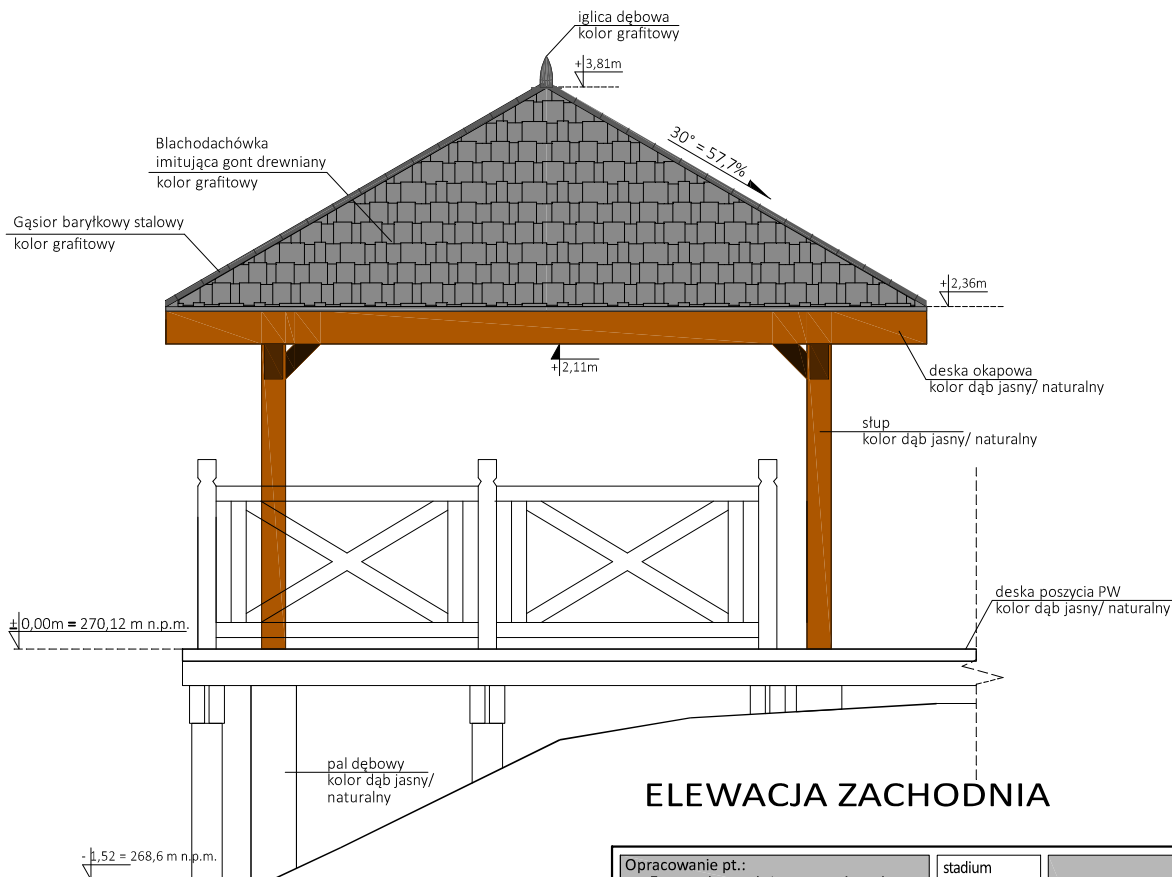 iglica dębowa
kolor grafitowy
+3,81m
30° = 57,7%
Blachodachówka
imitująca gont drewniany
kolor grafitowy
Gąsior baryłkowy stalowy
kolor grafitowy
+2,36m
+2,11m
deska okapowa
kolor dąb jasny/ naturalny
słup
kolor dąb jasny/ naturalny
deska poszycia PW
kolor dąb jasny/ naturalny
±0,00m = 270,12 m n.p.m.
pal dębowy
kolor dąb jasny/
naturalny
ELEWACJA ZACHODNIA
- 1,52 = 268,6 m n.p.m.
Opracowanie pt.:
stadium